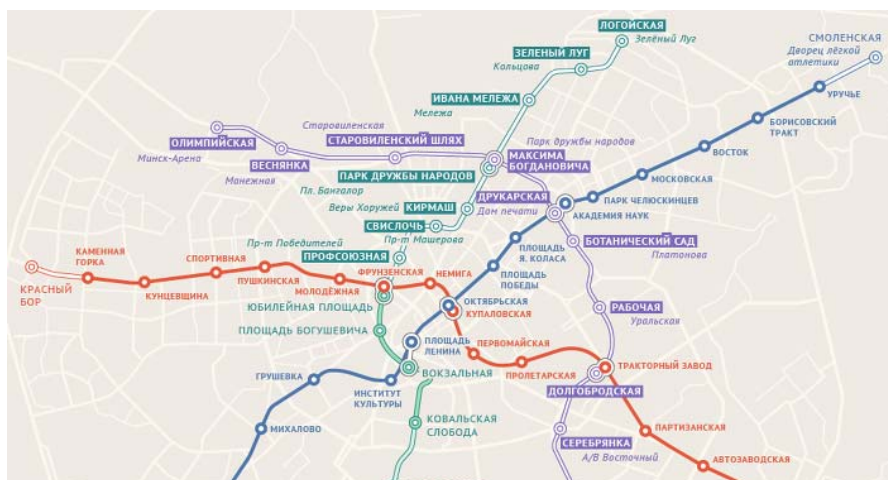 ЛОГОЙСКАЯ
Зелёный Луг
СМОЛЕНСКАЯ
Дворец лёгкой
атлетики
ЗЕЛЕНЫЙ ЛУГ
Кольцова
УРУЧЬЕ
ИВАНА МЕЛЕЖА
Мележа
БОРИСОВСКИЙ
ТРАКТ
Старовиленская
СТАРОВИЛЕНСКИЙ ШЛЯХ
Парк дружбы народов
ОЛИМПИЙСКАЯ
Минск-Арена
ВОСТОК
ВЕСНЯНКА
Манежная
МАКСИМА
БОГДАНОВИЧА
ПАРК ДРУЖБЫ НАРОДОВ
Пл. Бангалор
МОСКОВСКАЯ
ДРУКАРСКАЯ
Дом печати
ПАРК ЧЕЛЮСКИНЦЕВ
Веры Хоружей
КИРМАШ
АКАДЕМИЯ НАУК
СВИСЛОЧЬ
Пр-т Машерова
БОТАНИЧЕСКИЙ САД
Платонова
Пр-т Победителей
ПРОФСОЮЗНАЯ
ПЛОЩАДЬ
Я. КОЛАСА
КАМЕННАЯ
ГОРКА
СПОРТИВНАЯ
ФРУНЗЕНСКАЯ
НЕМИГА
ПЛОЩАДЬ
ПОБЕДЫ
КРАСНЫЙ
БОР
КУНЦЕВЩИНА
ПУШКИНСКАЯ
МОЛОДЁЖНАЯ
ЮБИЛЕЙНАЯ ПЛОЩАДЬ
ОКТЯБРЬСКАЯ
КУПАЛОВСКАЯ
РАБОЧАЯ
Уральская
ПЛОЩАДЬ БОГУШЕВИЧА
ПЛОЩАДЬ
ЛЕНИНА
ПЕРВОМАЙСКАЯ
ПРОЛЕТАРСКАЯ
ТРАКТОРНЫЙ ЗАВОД
ВОКЗАЛЬНАЯ
ГРУШЕВКА
ИНСТИТУТ
КУЛЬТУРЫ
ДОЛГОБРОДСКАЯ
МИХАЛОВО
КОВАЛЬСКАЯ
СЛОБОДА
ПАРТИЗАНСКАЯ
СЕРЕБРЯНКА
А/В Восточный
АВТОЗАВОДСКАЯ